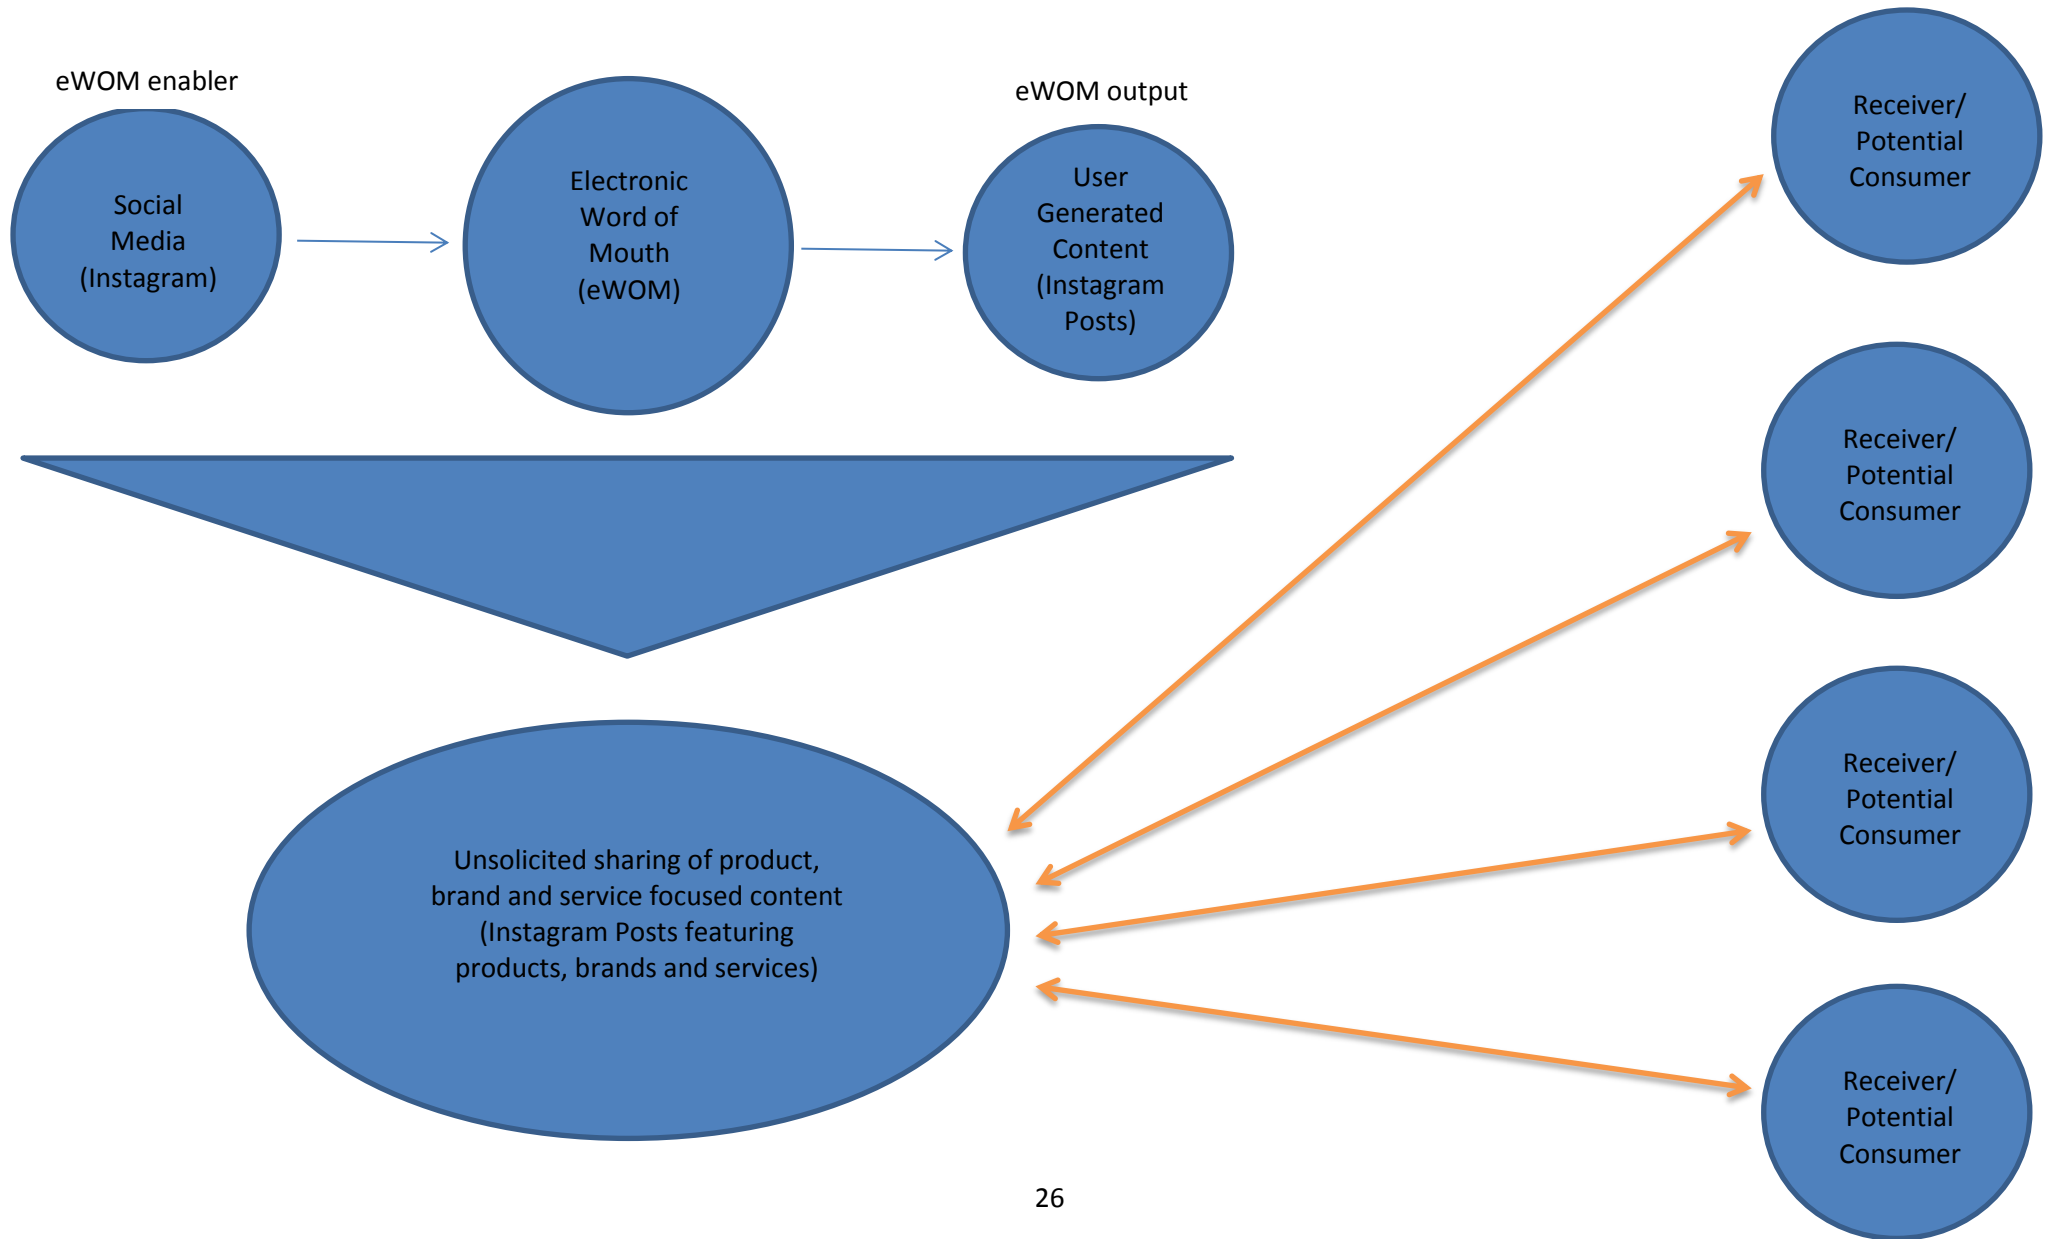 eWOM enabler
Social
Media
(Instagram)
Electronic
Word of
Mouth
(eWOM)
eWOM output
User
Generated
Content
(Instagram
Posts)
Unsolicited sharing of product,
brand and service focused content
(Instagram Posts featuring
products, brands and services)
Receiver/
Potential
Consumer
Receiver/
Potential
Consumer
Receiver/
Potential
Consumer
Receiver/
Potential
Consumer
26